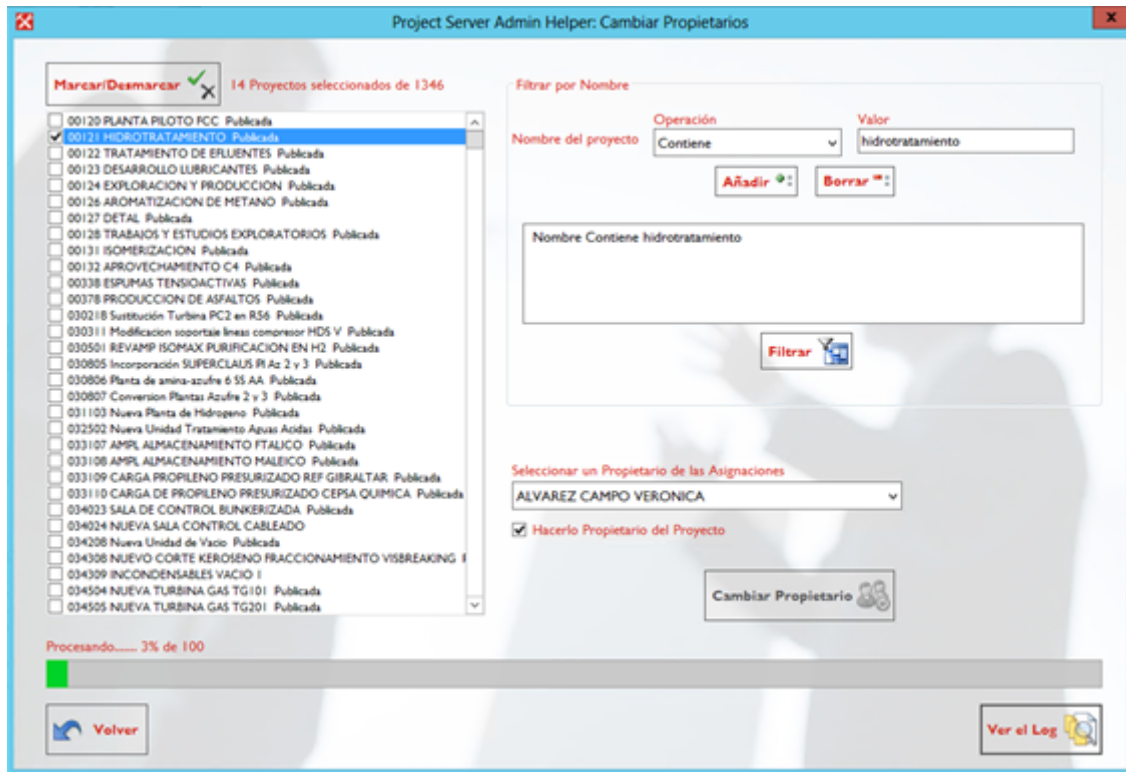 Project Server Admin Helper: Cambiar Propietarios
x
Marcar/Desmarcar
14 Proyectos seleccionados de 1346
00120 PLANTA PILOTO FCC Publicada
00121 HIDROTRATAMIENTO Publicada
00122 TRATAMIENTO DE EFLUENTES Publicada
00123 DESARROLLO LUBRICANTES Publicada
00124 EXPLORACION Y PRODUCCION Publicada
00126 AROMATIZACION DE METANO Publicada
00127 DETAL Publicada
00128 TRABAJOS Y ESTUDIOS EXPLORATORIOS Publicada
00131 ISOMERIZACION Publicada
00132 APROVECHAMIENTO C4 Publicada
00338 ESPUMAS TENSIOACTIVAS Publicada
00378 PRODUCCION DE ASFALTOS Publicada
030218 Sustitución Turbina PC2 en RS6 Publicada
030311 Modificacion soportaje lineas compresor HDS V Publicada
030501 REVAMP ISOMAX PURIFICACION EN H2 Publicada
030805 Incorporación SUPERCLAUS Pl Az 2 y 3 Publicada
030806 Planta de amina-azufre 6 SS AA Publicada
030807 Conversion Plantas Azufre 2 y 3 Publicada
031103 Nueva Planta de Hidrogeno Publicada
032502 Nueva Unidad Tratamiento Aguas Acidas Publicada
033107 AMPL ALMACENAMIENTO FTALICO Publicada
033108 AMPL ALMACENAMIENTO MALEICO Publicada
033109 CARGA PROPILENO PRESURIZADO REF GIBRALTAR Publicada
033110 CARGA DE PROPILENO PRESURIZADO CEPSA QUIMICA Publicada
034023 SALA DE CONTROL BUNKERIZADA Publicada
034024 NUEVA SALA CONTROL CABLEADO
034208 Nueva Unidad de Vacio Publicada
034308 NUEVO CORTE KEROSENO FRACCIONAMIENTO VISBREAKING
034309 INCONDENSABLES VACIO 1
034504 NUEVA TURBINA GAS TG101 Publicada
034505 NUEVA TURBINA GAS TG201 Publicada
Filtrar por Nombre
Operación
Valor
Nombre del proyecto
Contiene
hidrotratamiento
Añadir
Borrar
Nombre Contiene hidrotratamiento
Filtrar
Seleccionar un Propietario de las Asignaciones
ALVAREZ CAMPO VERONICA
Hacerlo Propietario del Proyecto
Cambiar Propietario
Procesando...... 3% de 100
Volver
Ver el Log